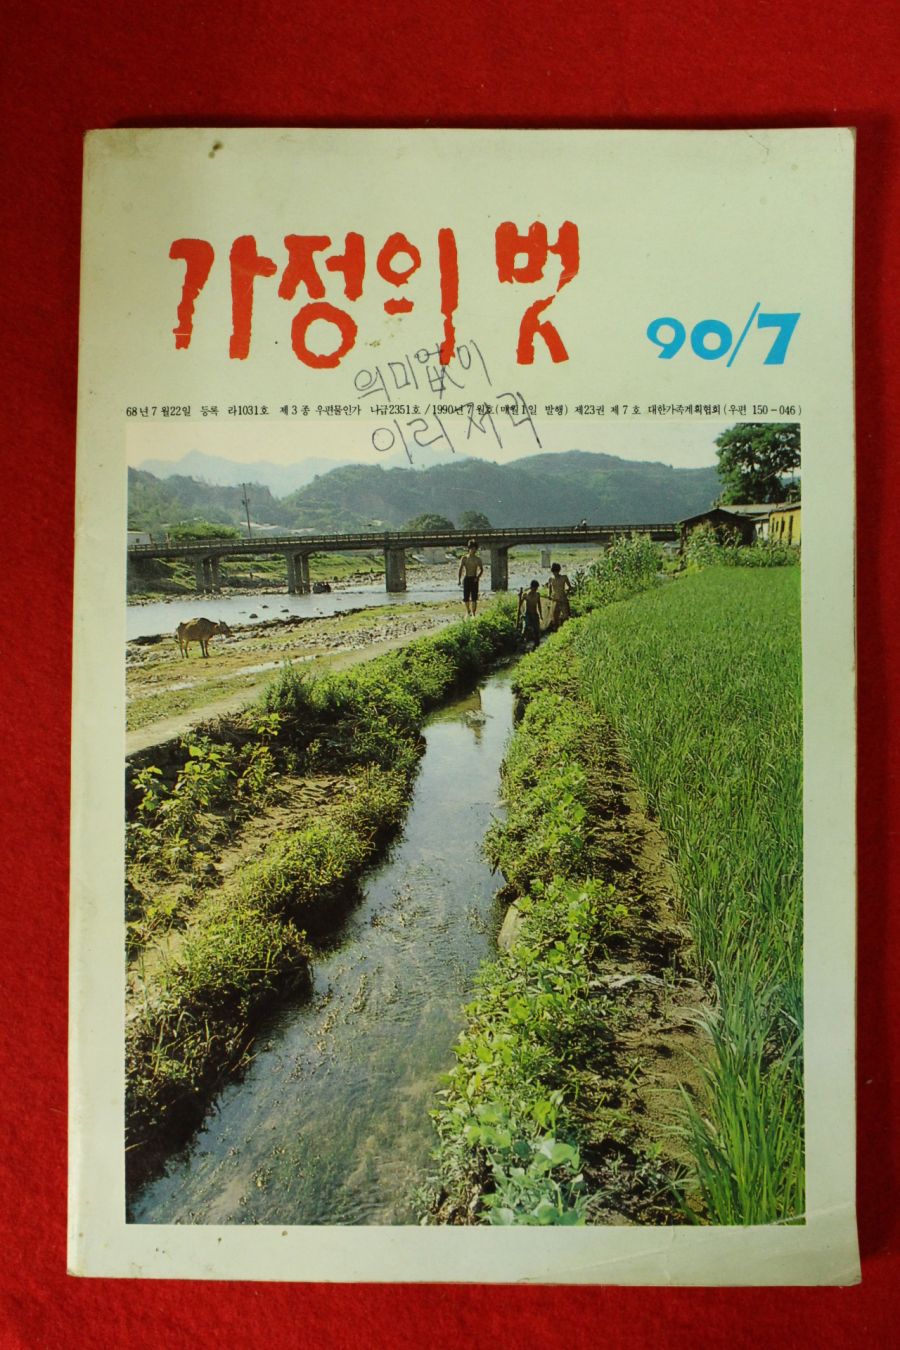 가정의 벗
90/7
의미없이
이리 저리
68년 7월22일 등록 라1031호 제 3 종 우편물인가 나급2351호 / 1990년 7월호(매월 1일 발행) 제23권 제 7 호 대한가족계획협회 (우편 150-046)